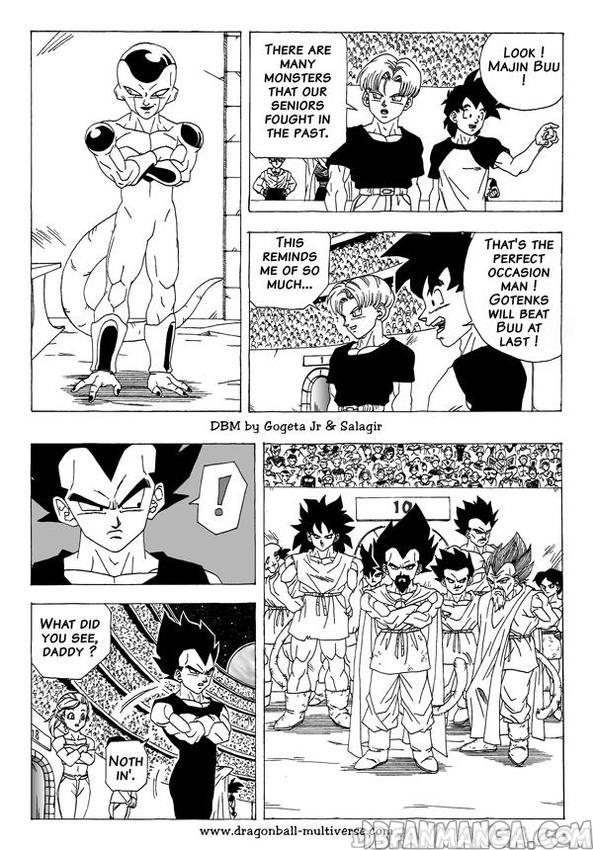 THERE ARE
MANY
MONSTERS
THAT OUR
SENIORS
FOUGHT
IN THE
PAST.
LOOK !
MAJIN BUU
!
THIS
REMINDS
ME OF SO
MUCH...
THAT'S THE
PERFECT
OCCASION
MAN !
GOTENKS
WILL BEAT
BUU AT
LAST !
1
DBM by Gogeta Jr & Salagir
!
10
WHAT DID
YOU SEE,
DADDY ?
NOTH
IN'.
www.dragonball-multiverse.com
DBFANMANGA.COM